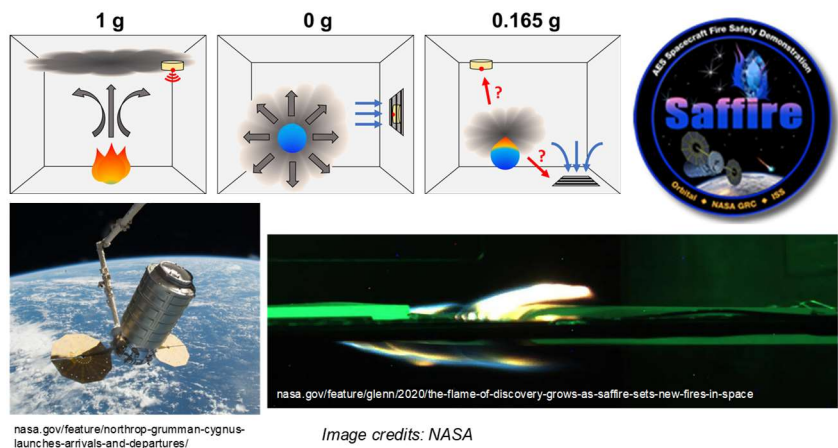 1 g
0 g
0.165 g
?
?
AES Spacecraft Fire Safety Demonstration
Saffire
Orbital ♦ NASA GRC ♦ ISS
nasa.gov/feature/glenn/2020/the-flame-of-discovery-grows-as-saffire-sets-new-fires-in-space
nasa.gov/feature/northrop-grumman-cygnus-
launches-arrivals-and-departures/
Image credits: NASA